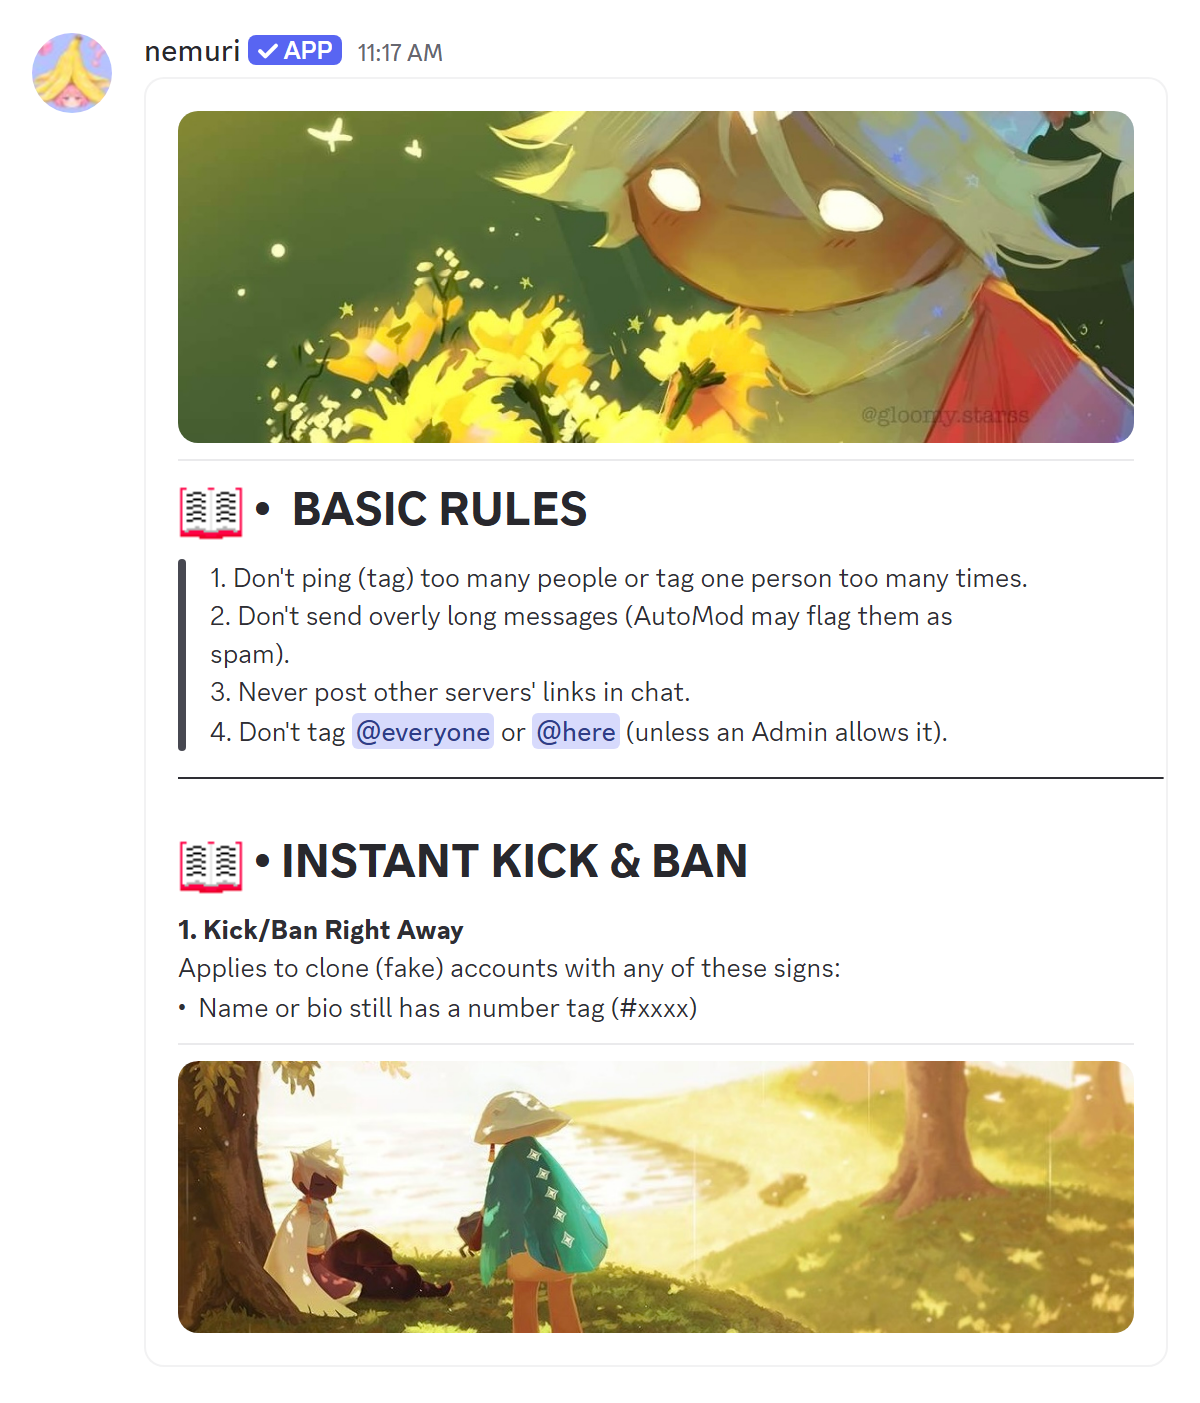 nemuri APP 11:17 AM
@gloomy.starss
• BASIC RULES
1. Don't ping (tag) too many people or tag one person too many times.
2. Don't send overly long messages (AutoMod may flag them as
spam).
3. Never post other servers' links in chat.
4. Don't tag @everyone or @here (unless an Admin allows it).
• INSTANT KICK & BAN
1. Kick/Ban Right Away
Applies to clone (fake) accounts with any of these signs:
• Name or bio still has a number tag (#xxxx)